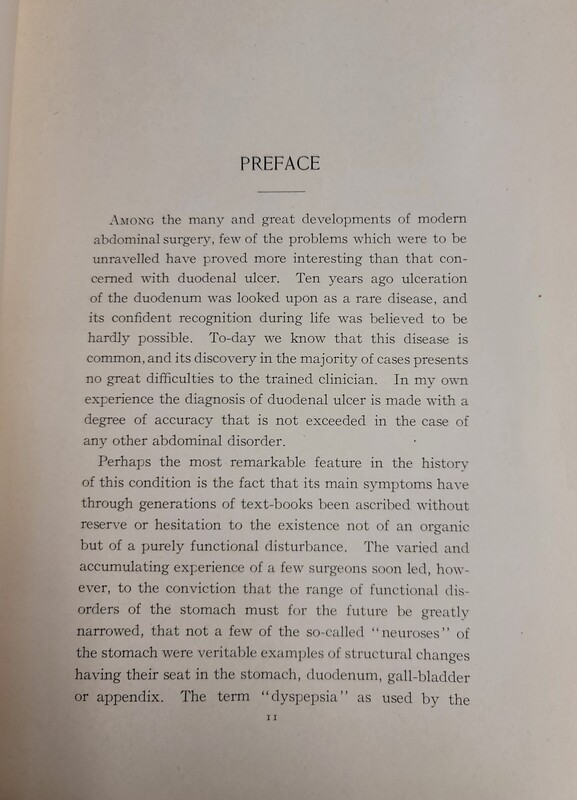 PREFACE
Among the many and great developments of modern
abdominal surgery, few of the problems which were to be
unravelled have proved more interesting than that con-
cerned with duodenal ulcer. Ten years ago ulceration
of the duodenum was looked upon as a rare disease, and
its confident recognition during life was believed to be
hardly possible. To-day we know that this disease is
common, and its discovery in the majority of cases presents
no great difficulties to the trained clinician. In my own
experience the diagnosis of duodenal ulcer is made with a
degree of accuracy that is not exceeded in the case of
any other abdominal disorder.
Perhaps the most remarkable feature in the history
of this condition is the fact that its main symptoms have
through generations of text-books been ascribed without
reserve or hesitation to the existence not of an organic
but of a purely functional disturbance. The varied and
accumulating experience of a few surgeons soon led, how-
ever, to the conviction that the range of functional dis-
orders of the stomach must for the future be greatly
narrowed, that not a few of the so-called "neuroses" of
the stomach were veritable examples of structural changes
having their seat in the stomach, duodenum, gall-bladder
or appendix. The term "dyspepsia" as used by the
11